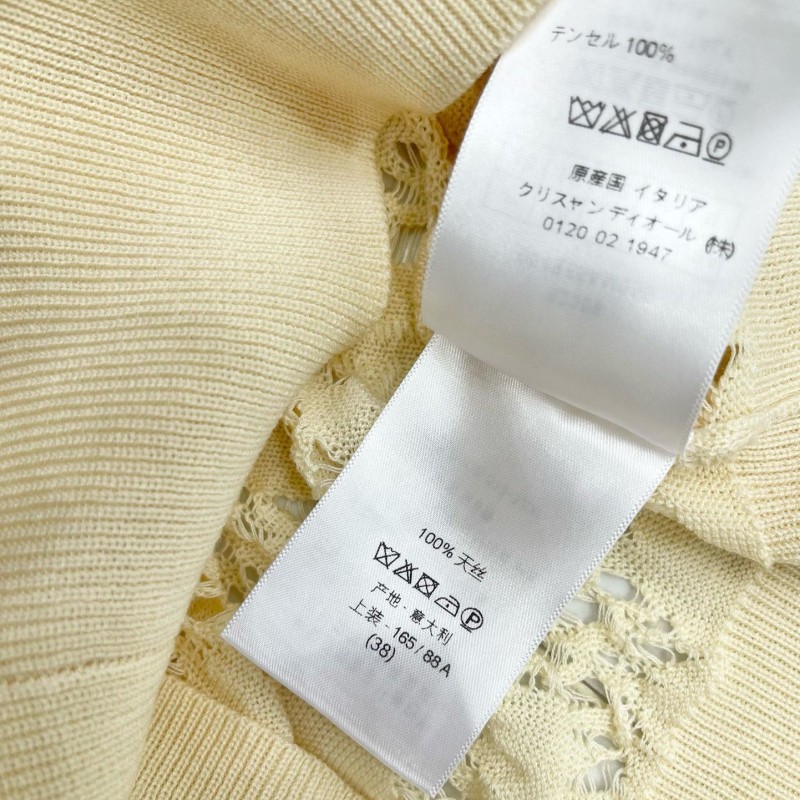 テンセル 100%
P
原産国 イタリア
クリスチャン ディオール (株)
0120 02 1947
100% 天丝
P
产地 - 意大利
上装 - 165 / 88 A
(38)